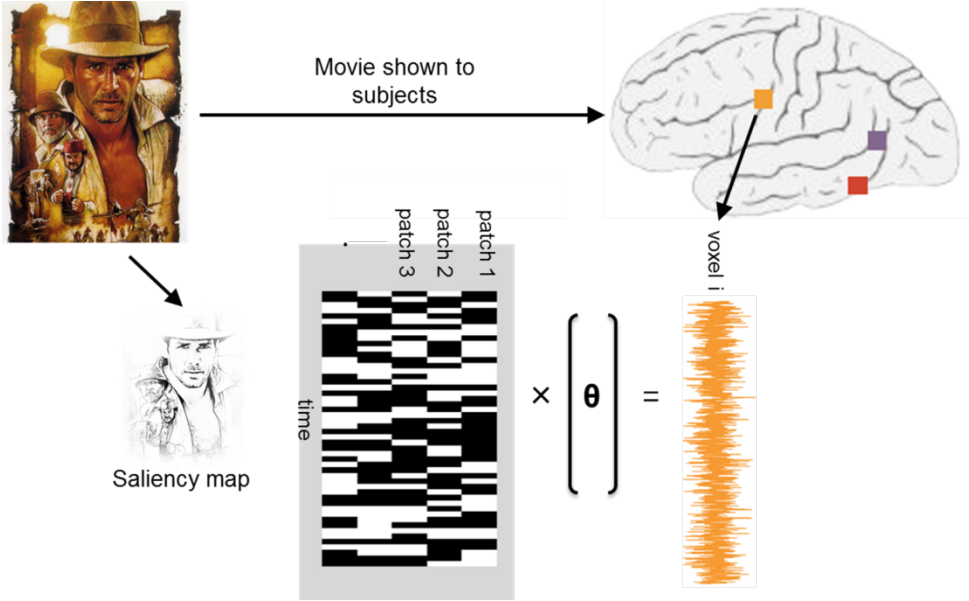 Movie shown to
subjects
patch 3
patch 2
patch 1
voxel i
time
× ( θ ) =
Saliency map